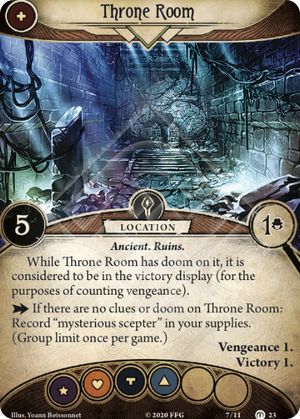 Throne Room
5
LOCATION
1
Ancient. Ruins.
While Throne Room has doom on it, it is
considered to be in the victory display (for the
purposes of counting vengeance).
If there are no clues or doom on Throne Room:
Record “mysterious scepter” in your supplies.
(Group limit once per game.)
Vengeance 1.
Victory 1.
Illus. Yoann Boissonnet
© 2020 FFG
7/11
23